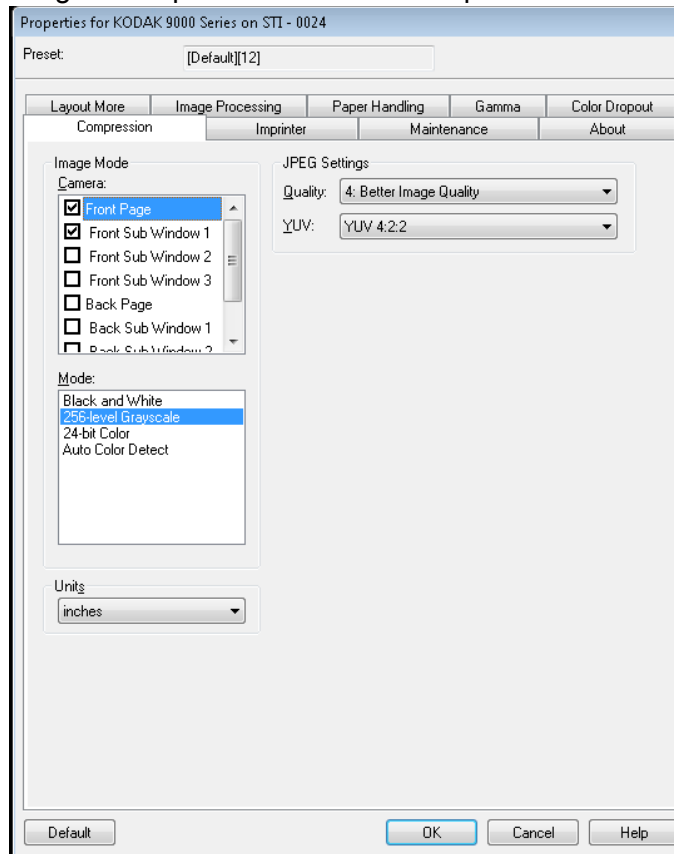 Properties for KODAK 9000 Series on STI - 0024
Preset: [Default][12]
Layout More Image Processing Paper Handling Gamma Color Dropout
Compression Imprinter Maintenance About
Image Mode
Camera:
Front Page
Front Sub Window 1
Front Sub Window 2
Front Sub Window 3
Back Page
Back Sub Window 1
Back Sub Window 2
Mode:
Black and White
256-level Grayscale
24-bit Color
Auto Color Detect
Units
inches
JPEG Settings
Quality: 4: Better Image Quality
YUV: YUV 4:2:2
Default OK Cancel Help